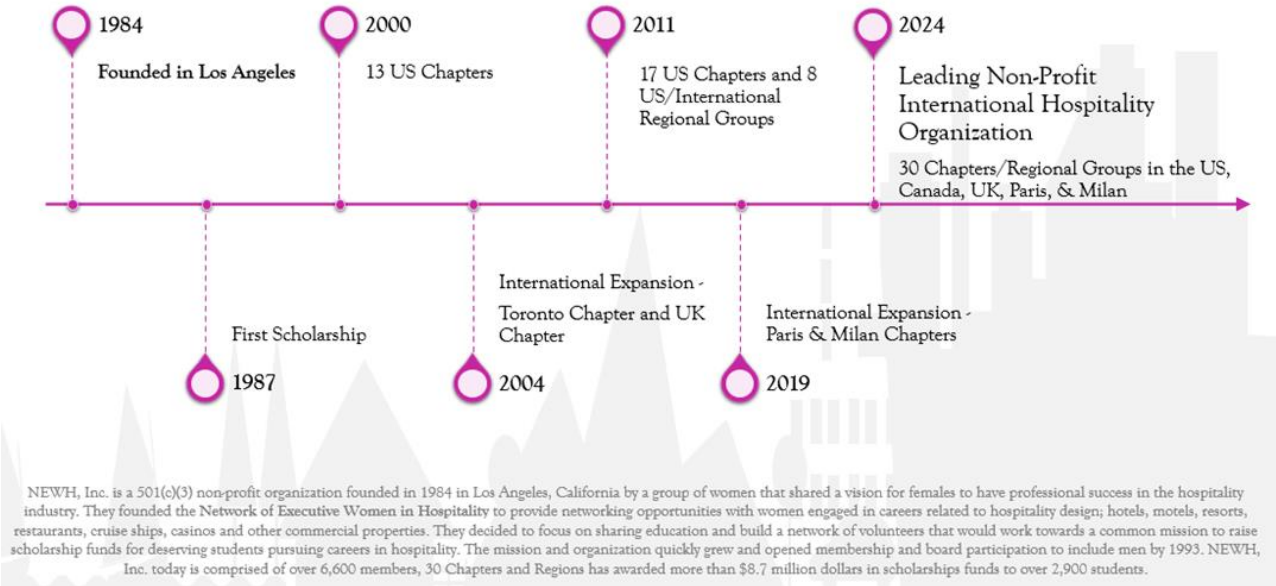 1984
Founded in Los Angeles
2000
13 US Chapters
2011
17 US Chapters and 8
US/International
Regional Groups
2024
Leading Non-Profit
International Hospitality
Organization
30 Chapters/Regional Groups in the US,
Canada, UK, Paris, & Milan
First Scholarship
1987
International Expansion -
Toronto Chapter and UK
Chapter
2004
International Expansion -
Paris & Milan Chapters
2019
NEWH, Inc. is a 501(c)(3) non-profit organization founded in 1984 in Los Angeles, California by a group of women that shared a vision for females to have professional success in the hospitality
industry. They founded the Network of Executive Women in Hospitality to provide networking opportunities with women engaged in careers related to hospitality design; hotels, motels, resorts,
restaurants, cruise ships, casinos and other commercial properties. They decided to focus on sharing education and build a network of volunteers that would work towards a common mission to raise
scholarship funds for deserving students pursuing careers in hospitality. The mission and organization quickly grew and opened membership and board participation to include men by 1993. NEWH,
Inc. today is comprised of over 6,600 members, 30 Chapters and Regions has awarded more than $8.7 million dollars in scholarships funds to over 2,900 students.